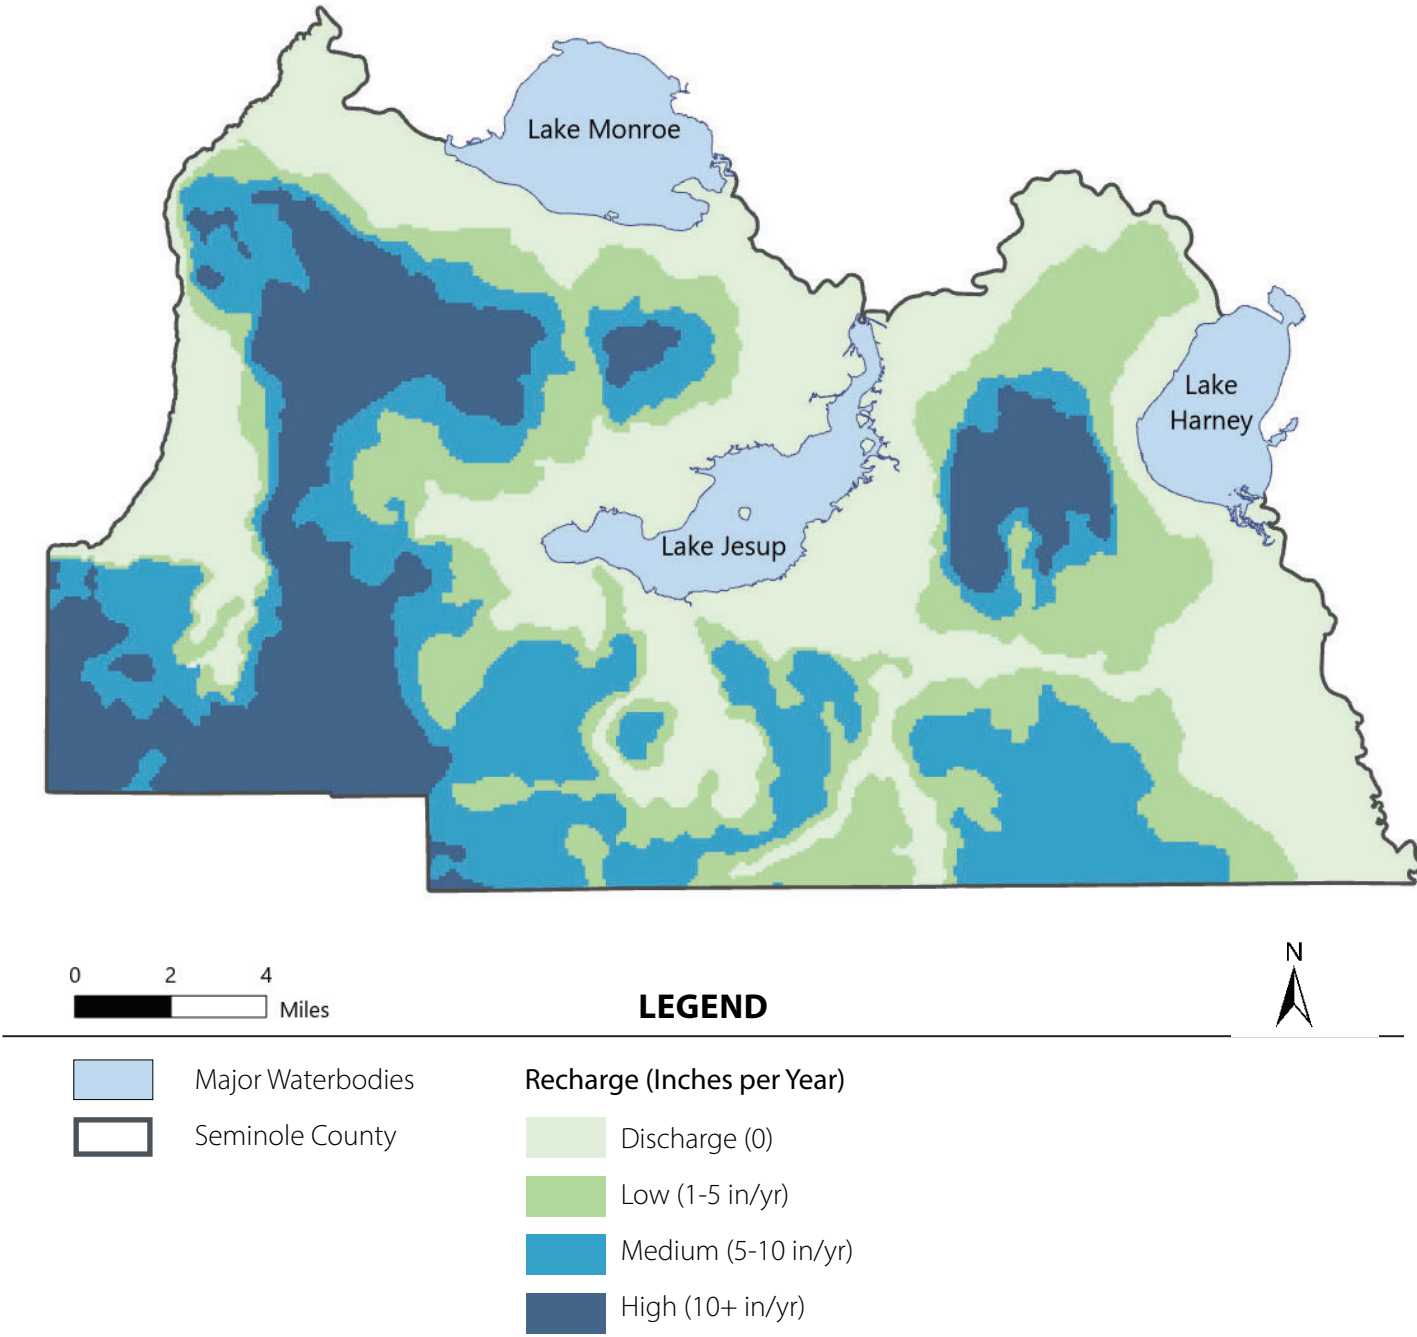 Lake Monroe
Lake
Harney
Lake Jesup
0 2 4
Miles
N
LEGEND
Major Waterbodies
Seminole County
Recharge (Inches per Year)
Discharge (0)
Low (1-5 in/yr)
Medium (5-10 in/yr)
High (10+ in/yr)